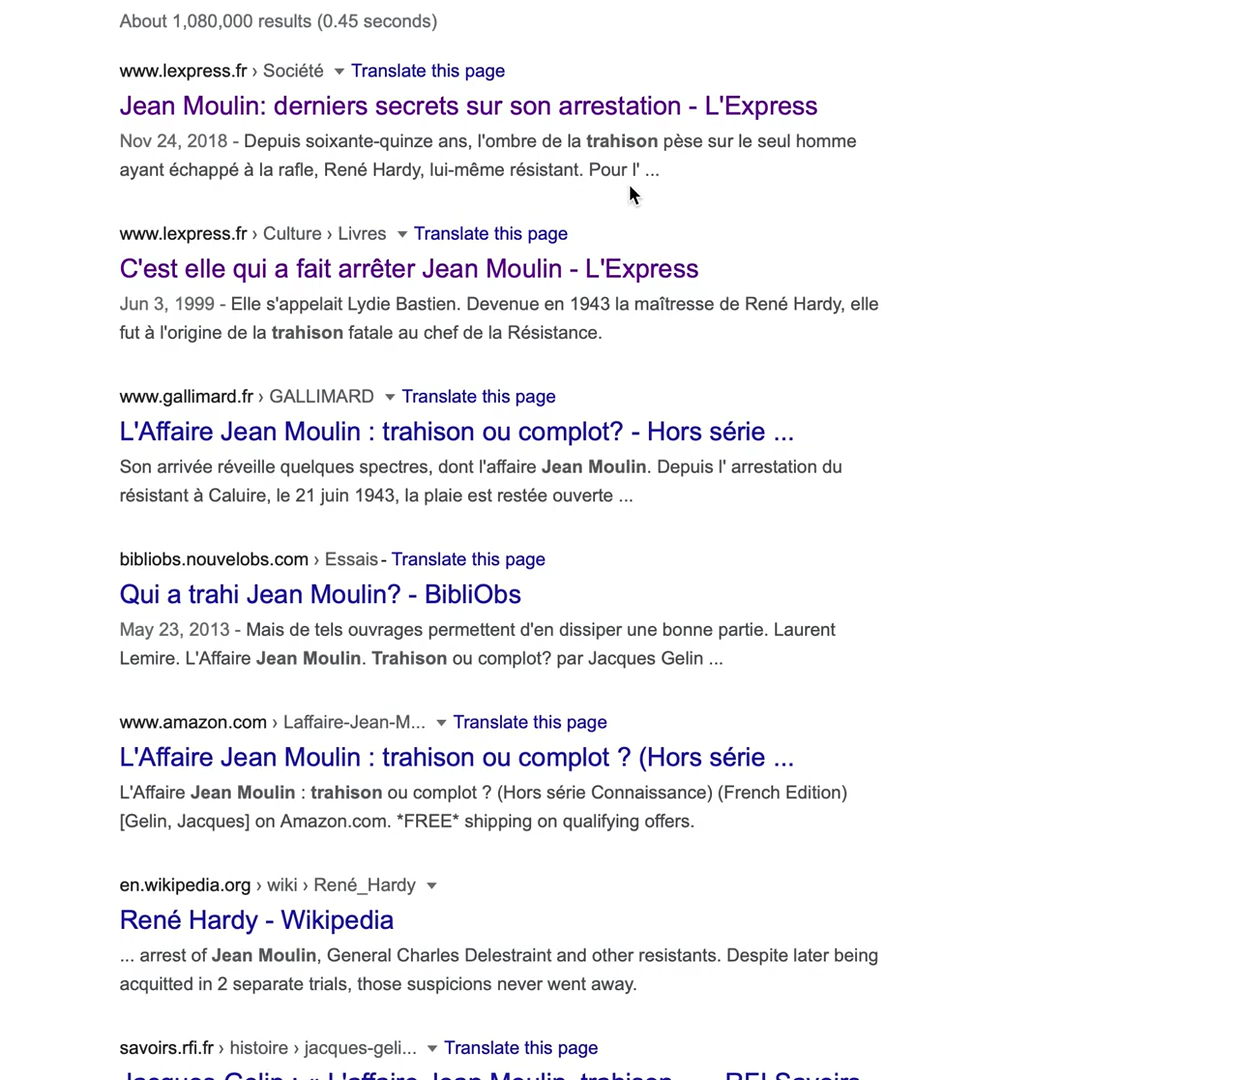 About 1,080,000 results (0.45 seconds)
www.lexpress.fr › Société Translate this page
Jean Moulin: derniers secrets sur son arrestation - L'Express
Nov 24, 2018 - Depuis soixante-quinze ans, l'ombre de la trahison pèse sur le seul homme
ayant échappé à la rafle, René Hardy, lui-même résistant. Pour l' ...
www.lexpress.fr › Culture › Livres Translate this page
C'est elle qui a fait arrêter Jean Moulin - L'Express
Jun 3, 1999 - Elle s'appelait Lydie Bastien. Devenue en 1943 la maîtresse de René Hardy, elle
fut à l'origine de la trahison fatale au chef de la Résistance.
www.gallimard.fr › GALLIMARD Translate this page
L'Affaire Jean Moulin : trahison ou complot? - Hors série ...
Son arrivée réveille quelques spectres, dont l'affaire Jean Moulin. Depuis l' arrestation du
résistant à Caluire, le 21 juin 1943, la plaie est restée ouverte ...
bibliobs.nouvelobs.com › Essais - Translate this page
Qui a trahi Jean Moulin? - BibliObs
May 23, 2013 - Mais de tels ouvrages permettent d'en dissiper une bonne partie. Laurent
Lemire. L'Affaire Jean Moulin. Trahison ou complot? par Jacques Gelin ...
www.amazon.com › Laffaire-Jean-M... Translate this page
L'Affaire Jean Moulin : trahison ou complot ? (Hors série ...
L'Affaire Jean Moulin : trahison ou complot ? (Hors série Connaissance) (French Edition)
[Gelin, Jacques] on Amazon.com. *FREE* shipping on qualifying offers.
en.wikipedia.org › wiki › René_Hardy
René Hardy - Wikipedia
... arrest of Jean Moulin, General Charles Delestraint and other resistants. Despite later being
acquitted in 2 separate trials, those suspicions never went away.
savoirs.rfi.fr › histoire › jacques-geli... Translate this page
Jacques Gelin : « L'affaire Jean Moulin, trahison ... - RFI Savoirs